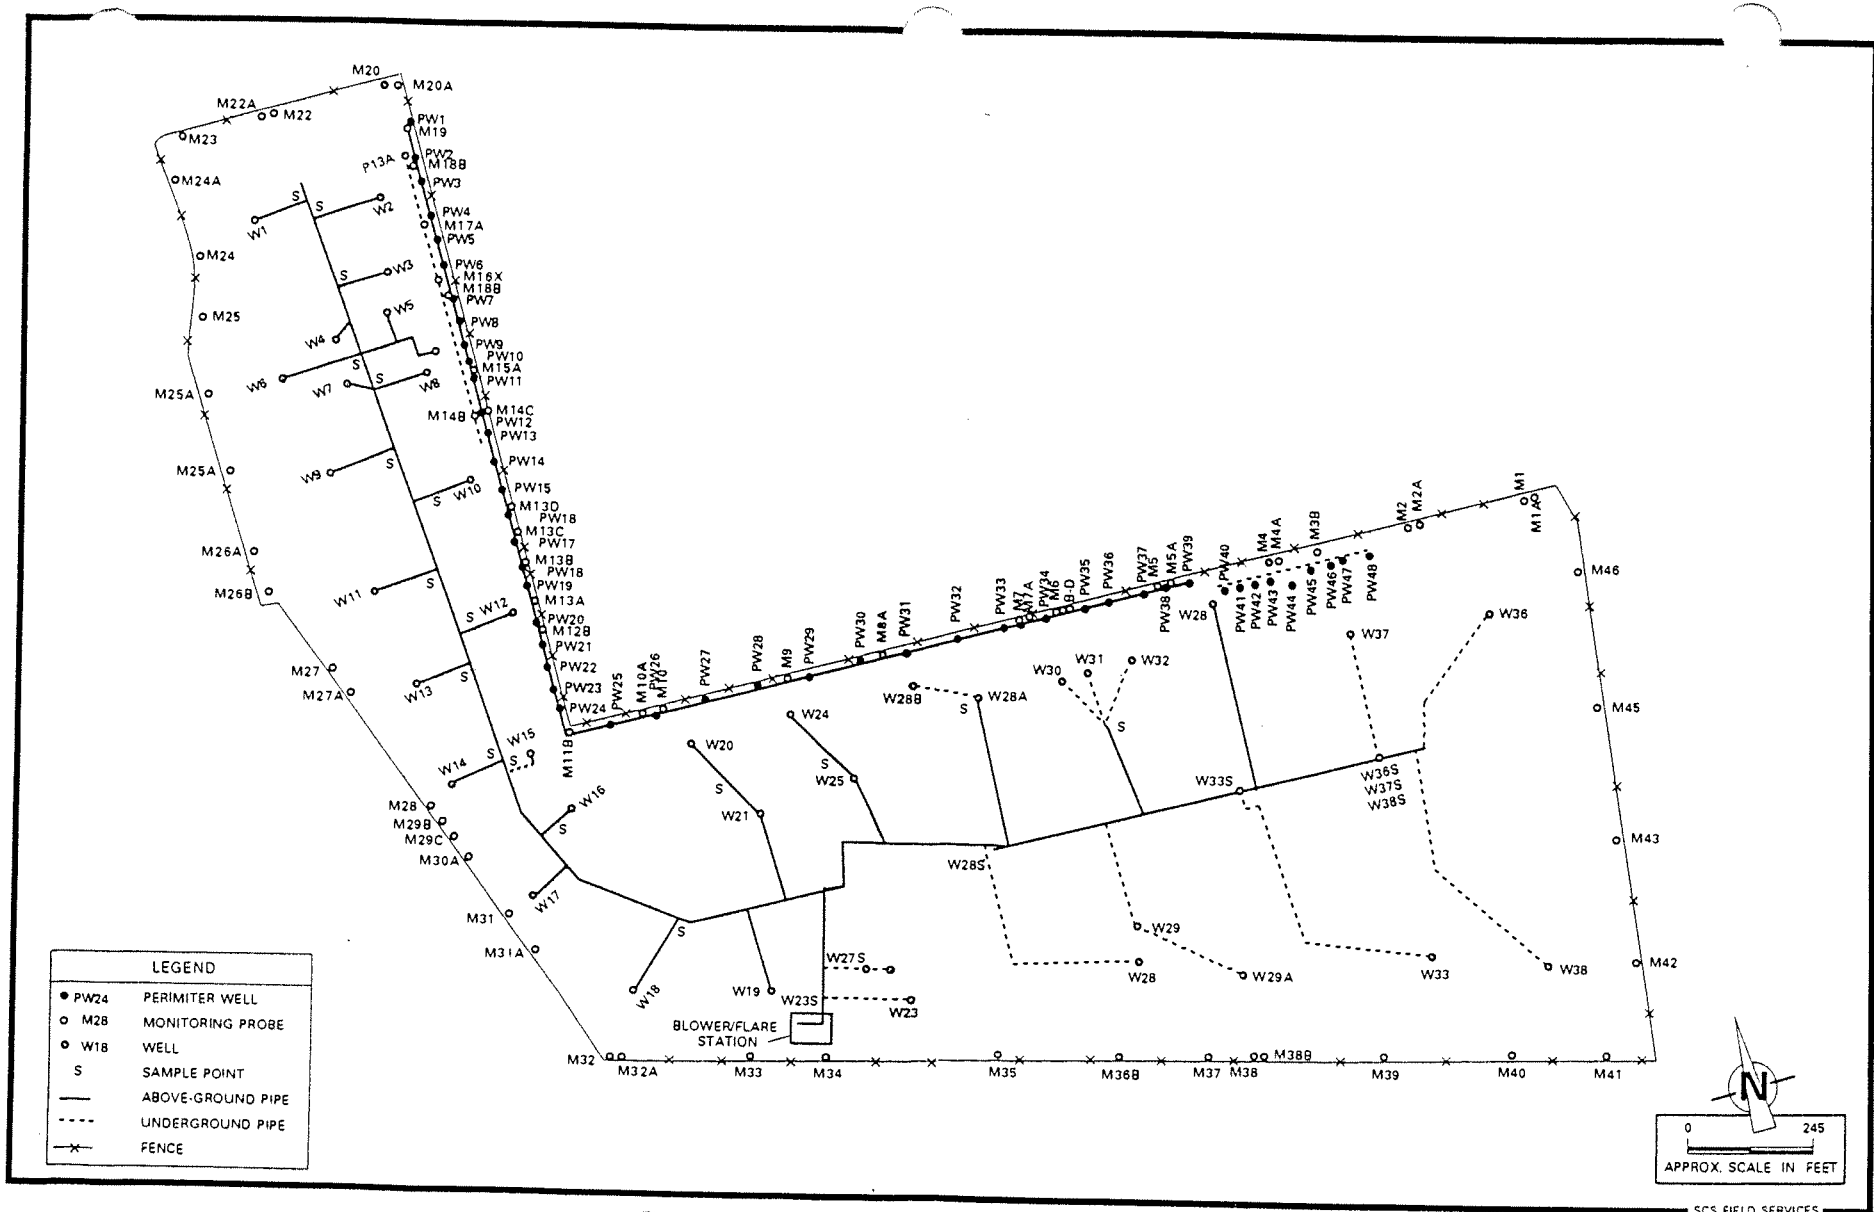 M20
M20A
M22A
M22
M23
M24A
M24
M25
M25A
M25A
M26A
M26B
M27
M27A
M28
M29B
M29C
M30A
M31
M31A
PW1
M19
P13A
PW2
M18B
PW3
PW4
M17A
PW5
PW6
M16X
M18B
PW7
PW8
PW9
PW10
M15A
PW11
M14B
M14C
PW12
PW13
PW14
PW15
M13D
PW18
M13C
PW17
M13B
PW18
PW19
M13A
PW20
M12B
PW21
PW22
PW23
PW24
M11B
S
S
W1
W2
S
W3
W5
W4
S
W6
W7
S
W8
W9
S
S
W10
W11
S
S
W12
W13
S
W14
S
S
W15
W16
S
W17
S
W18
W19
PW25
M10A
PW26
M10
PW27
PW28
M9
PW29
PW30
M8A
PW31
PW32
PW33
M7
M7A
PW34
M6
B-D
PW35
PW36
PW37
M5
M5A
PW38
PW39
PW40
M4
M4A
M3B
PW41
PW42
PW43
PW44
PW45
PW46
PW47
PW48
M2
M2A
M1
M1A
M46
M45
M43
M42
W20
S
W21
W24
S
W25
W28B
W28A
S
W30
W31
W32
S
W28
W37
W36
W33S
W36S
W37S
W38S
W28S
W29
W28
W29A
W33
W38
W27S
W23S
W23
BLOWER/FLARE
STATION
M32
M32A
M33
M34
M35
M36B
M37
M38
M38B
M39
M40
M41
LEGEND
PW24 PERIMITER WELL
M28 MONITORING PROBE
W18 WELL
S SAMPLE POINT
ABOVE-GROUND PIPE
UNDERGROUND PIPE
FENCE
N
0 245
APPROX. SCALE IN FEET
SCS FIELD SERVICES